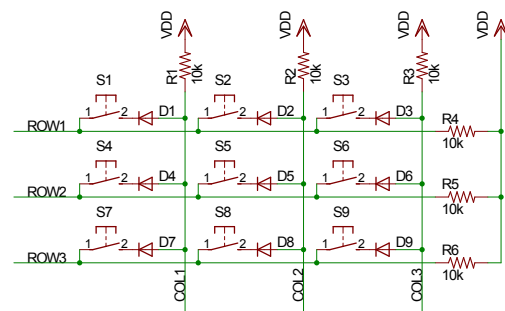 VDD VDD VDD VDD
R1 10k R2 10k R3 10k
S1 S2 S3
1 2 D1 1 2 D2 1 2 D3 R4
ROW1 10k
S4 S5 S6
1 2 D4 1 2 D5 1 2 D6 R5
ROW2 10k
S7 S8 S9
1 2 D7 1 2 D8 1 2 D9 R6
ROW3 10k
COL1 COL2 COL3